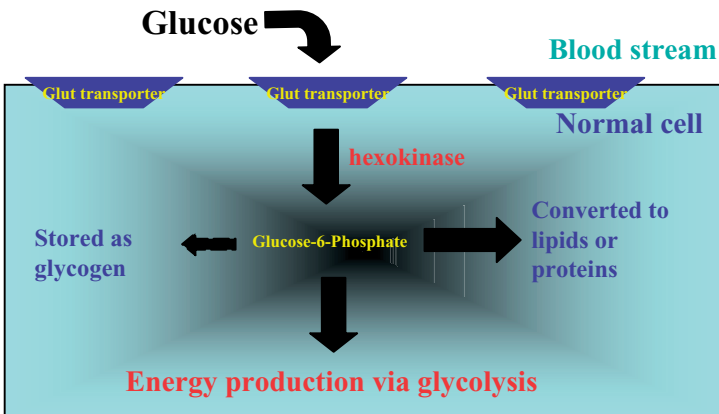 Glucose
Blood stream
Glut transporter
Glut transporter
Glut transporter
Normal cell
hexokinase
Stored as
glycogen
Glucose-6-Phosphate
Converted to
lipids or
proteins
Energy production via glycolysis